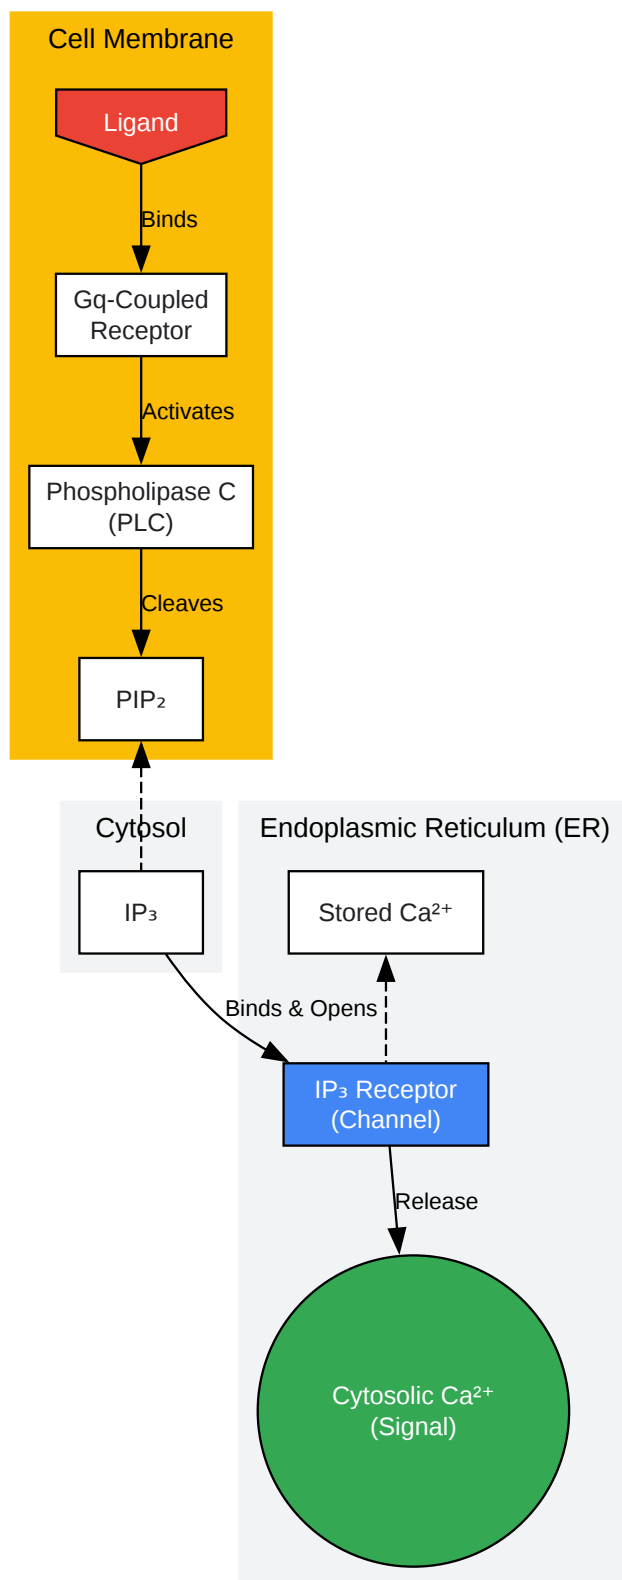 Cell Membrane
Ligand
Binds
Gq-Coupled
Receptor
Activates
Phospholipase C
(PLC)
Cleaves
PIP₂
Cytosol
Endoplasmic Reticulum (ER)
IP₃
Stored Ca²⁺
Binds & Opens
IP₃ Receptor
(Channel)
Release
Cytosolic Ca²⁺
(Signal)